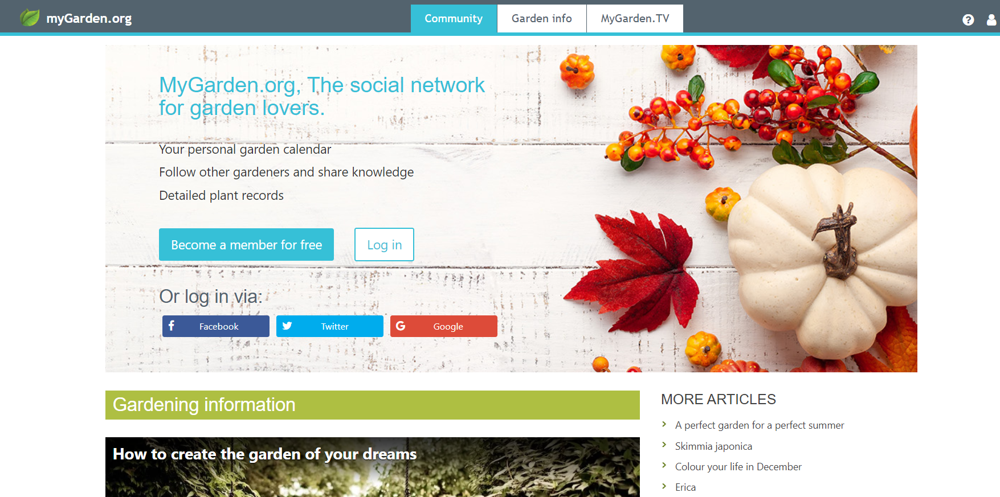 myGarden.org
Community
Garden info
MyGarden.TV
MyGarden.org, The social network
for garden lovers.
Your personal garden calendar
Follow other gardeners and share knowledge
Detailed plant records
Become a member for free
Log in
Or log in via:
Facebook
Twitter
Google
Gardening information
How to create the garden of your dreams
MORE ARTICLES
A perfect garden for a perfect summer
Skimmia japonica
Colour your life in December
Erica